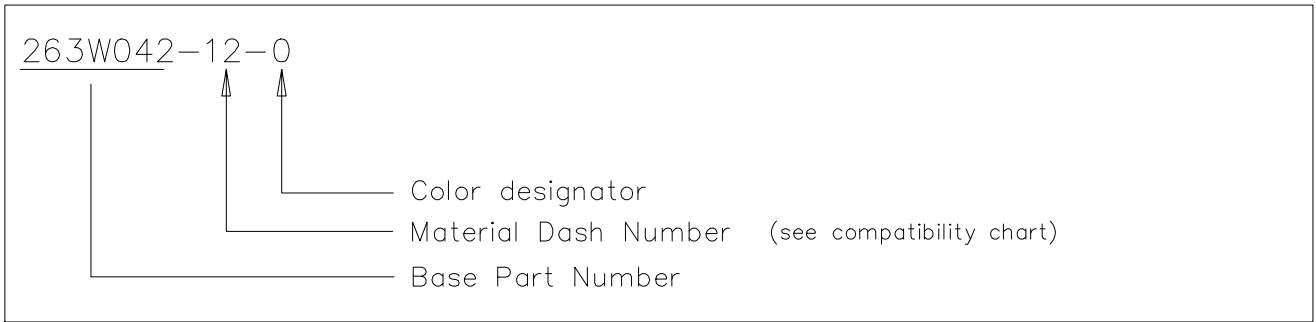 263W042-12-0
Color designator
Material Dash Number (see compatibility chart)
Base Part Number